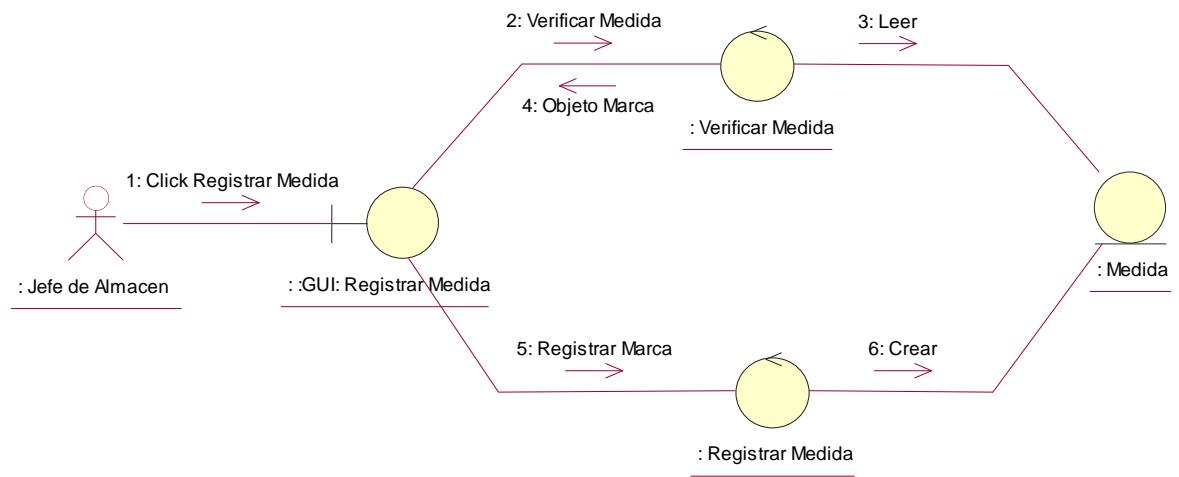 2: Verificar Medida
3: Leer
4: Objeto Marca
: Verificar Medida
1: Click Registrar Medida
: Jefe de Almacen
: :GUI: Registrar Medida
: Medida
5: Registrar Marca
6: Crear
: Registrar Medida